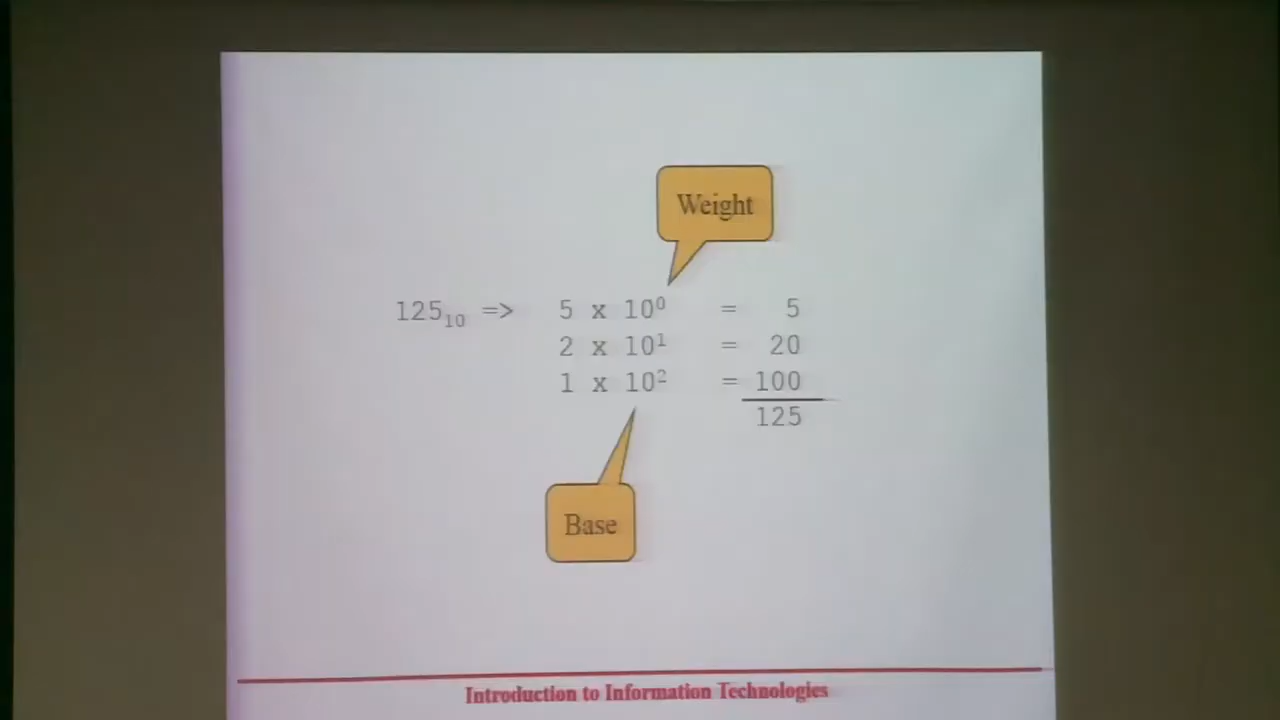 Weight
125₁₀ => 5 x 10⁰ = 5
2 x 10¹ = 20
1 x 10² = 100
125
Base
Introduction to Information Technologies